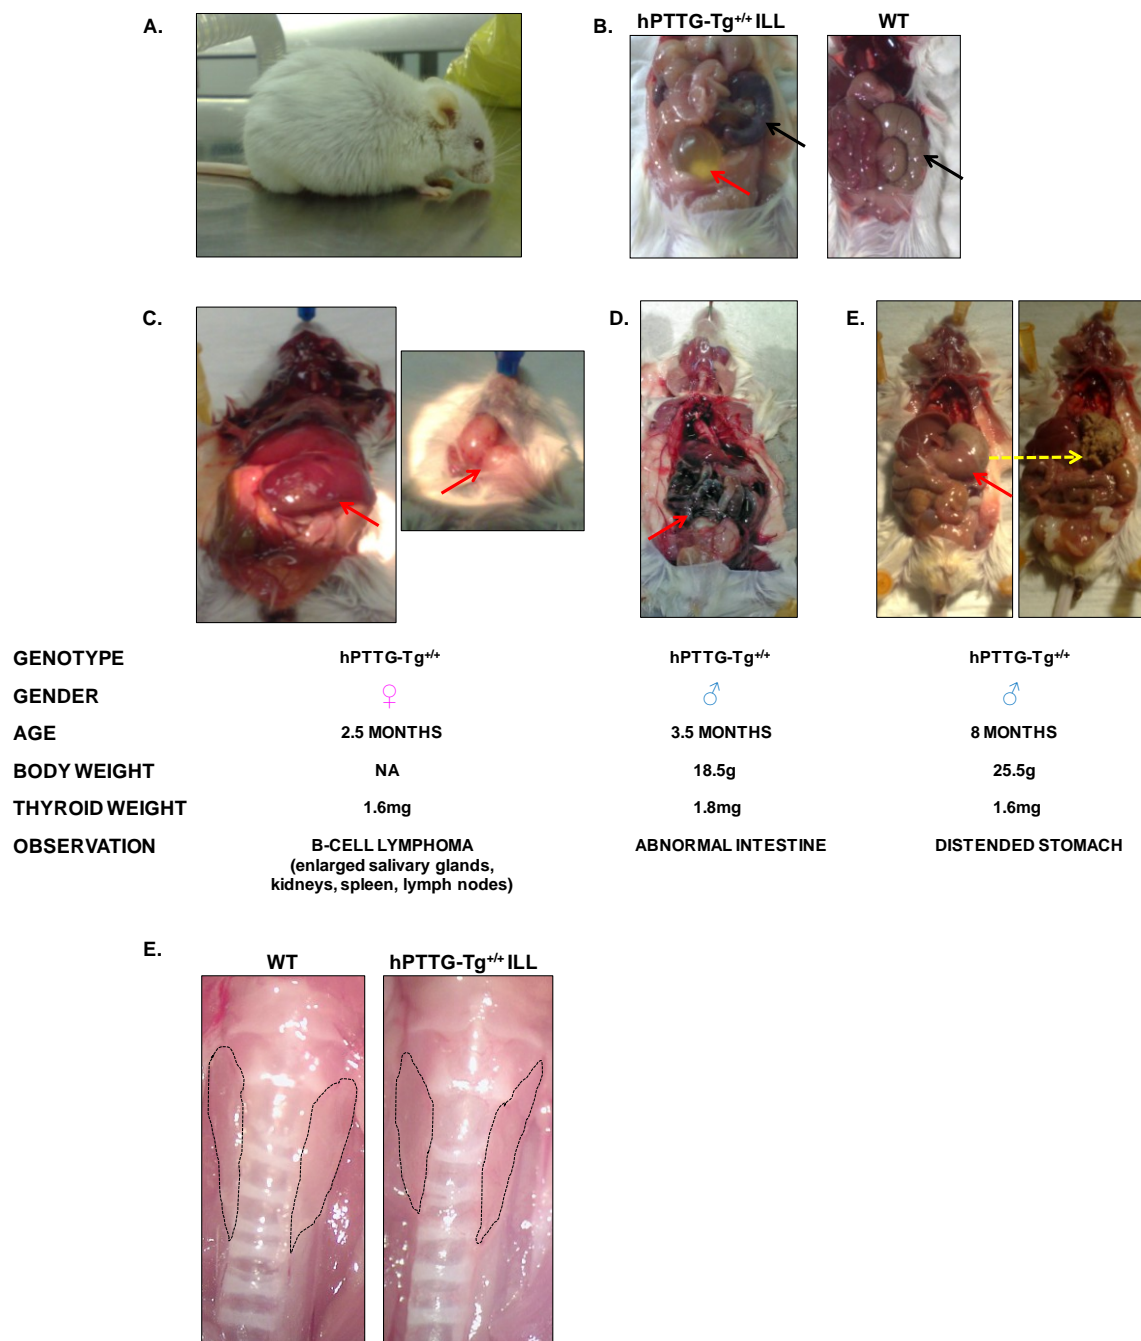 A.
B.
hPTTG-Tg+/+ ILL
WT
C.
D.
E.
GENOTYPE hPTTG-Tg+/+ hPTTG-Tg+/+ hPTTG-Tg+/+
GENDER ♀ ♂ ♂
AGE 2.5 MONTHS 3.5 MONTHS 8 MONTHS
BODY WEIGHT NA 18.5g 25.5g
THYROID WEIGHT 1.6mg 1.8mg 1.6mg
OBSERVATION B-CELL LYMPHOMA ABNORMAL INTESTINE DISTENDED STOMACH
(enlarged salivary glands,
kidneys, spleen, lymph nodes)
E.
WT
hPTTG-Tg+/+ ILL